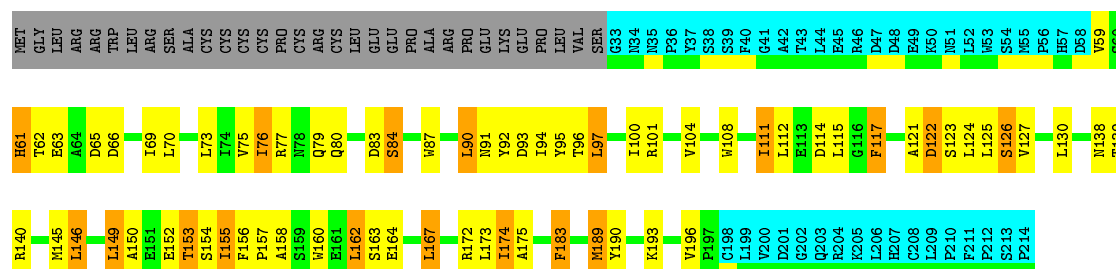 MET GLY LEU ARG ARG TRP LEU ARG SER ALA CYS CYS CYS CYS PRO CYS ARG CYS LEU GLU GLU PRO ALA ARG PRO GLU LYS GLU PRO LEU VAL SER G33 N34 N35 P36 Y37 S38 S39 F40 G41 A42 T43 L44 E45 R46 D47 D48 E49 K50 N51 L52 W53 S54 M55 P56 H57 D58 V59
H61 T62 E63 A64 D65 D66 I69 L70 L73 I74 V75 I76 R77 N78 Q79 Q80 D83 S84 W87 L90 N91 Y92 D93 I94 Y95 T96 L97 I100 R101 V104 W108 I111 L112 E113 D114 L115 G116 F117 A121 D122 S123 L124 L125 S126 V127 L130 N138
R140 M145 L146 L149 A150 E151 E152 T153 S154 I155 F156 P157 A158 S159 W160 E161 L162 S163 E164 L167 R172 L173 I174 A175 F183 M189 Y190 K193 V196 P197 C198 L199 V200 D201 G202 Q203 R204 K205 L206 H207 C208 L209 P210 F211 P212 S213 P214